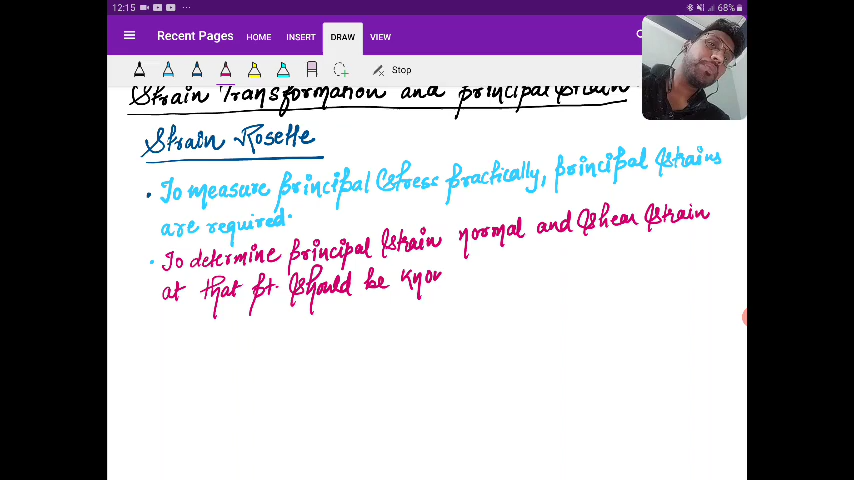 12:15
68%
Recent Pages HOME INSERT DRAW VIEW
Stop
Strain Transformation and principal Strain
Strain Rosette
• To measure principal Stress practically, principal Strains
are required.
• To determine principal Strain normal and Shear Strain
at that pt. Should be know